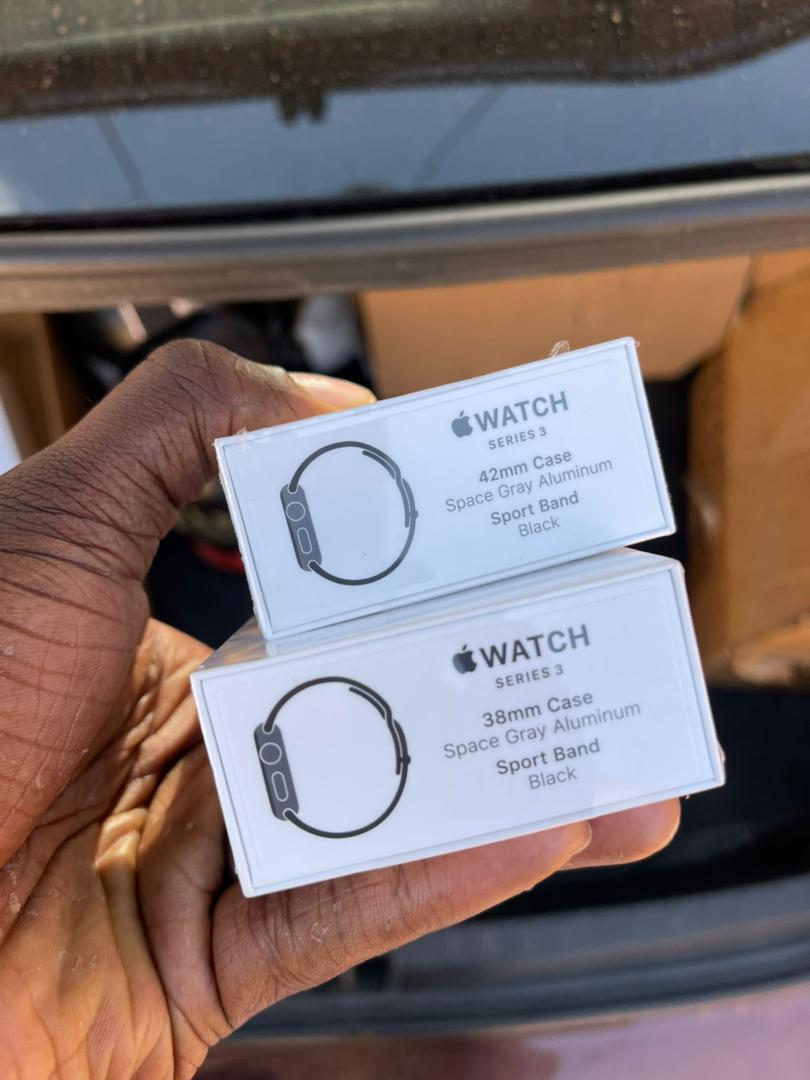 WATCH
SERIES 3
42mm Case
Space Gray Aluminum
Sport Band
Black
WATCH
SERIES 3
38mm Case
Space Gray Aluminum
Sport Band
Black